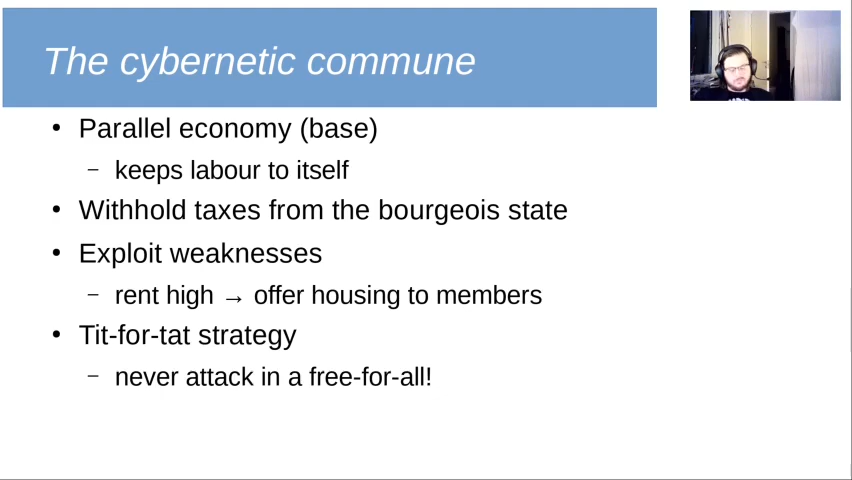 The cybernetic commune
• Parallel economy (base)
– keeps labour to itself
• Withhold taxes from the bourgeois state
• Exploit weaknesses
– rent high → offer housing to members
• Tit-for-tat strategy
– never attack in a free-for-all!